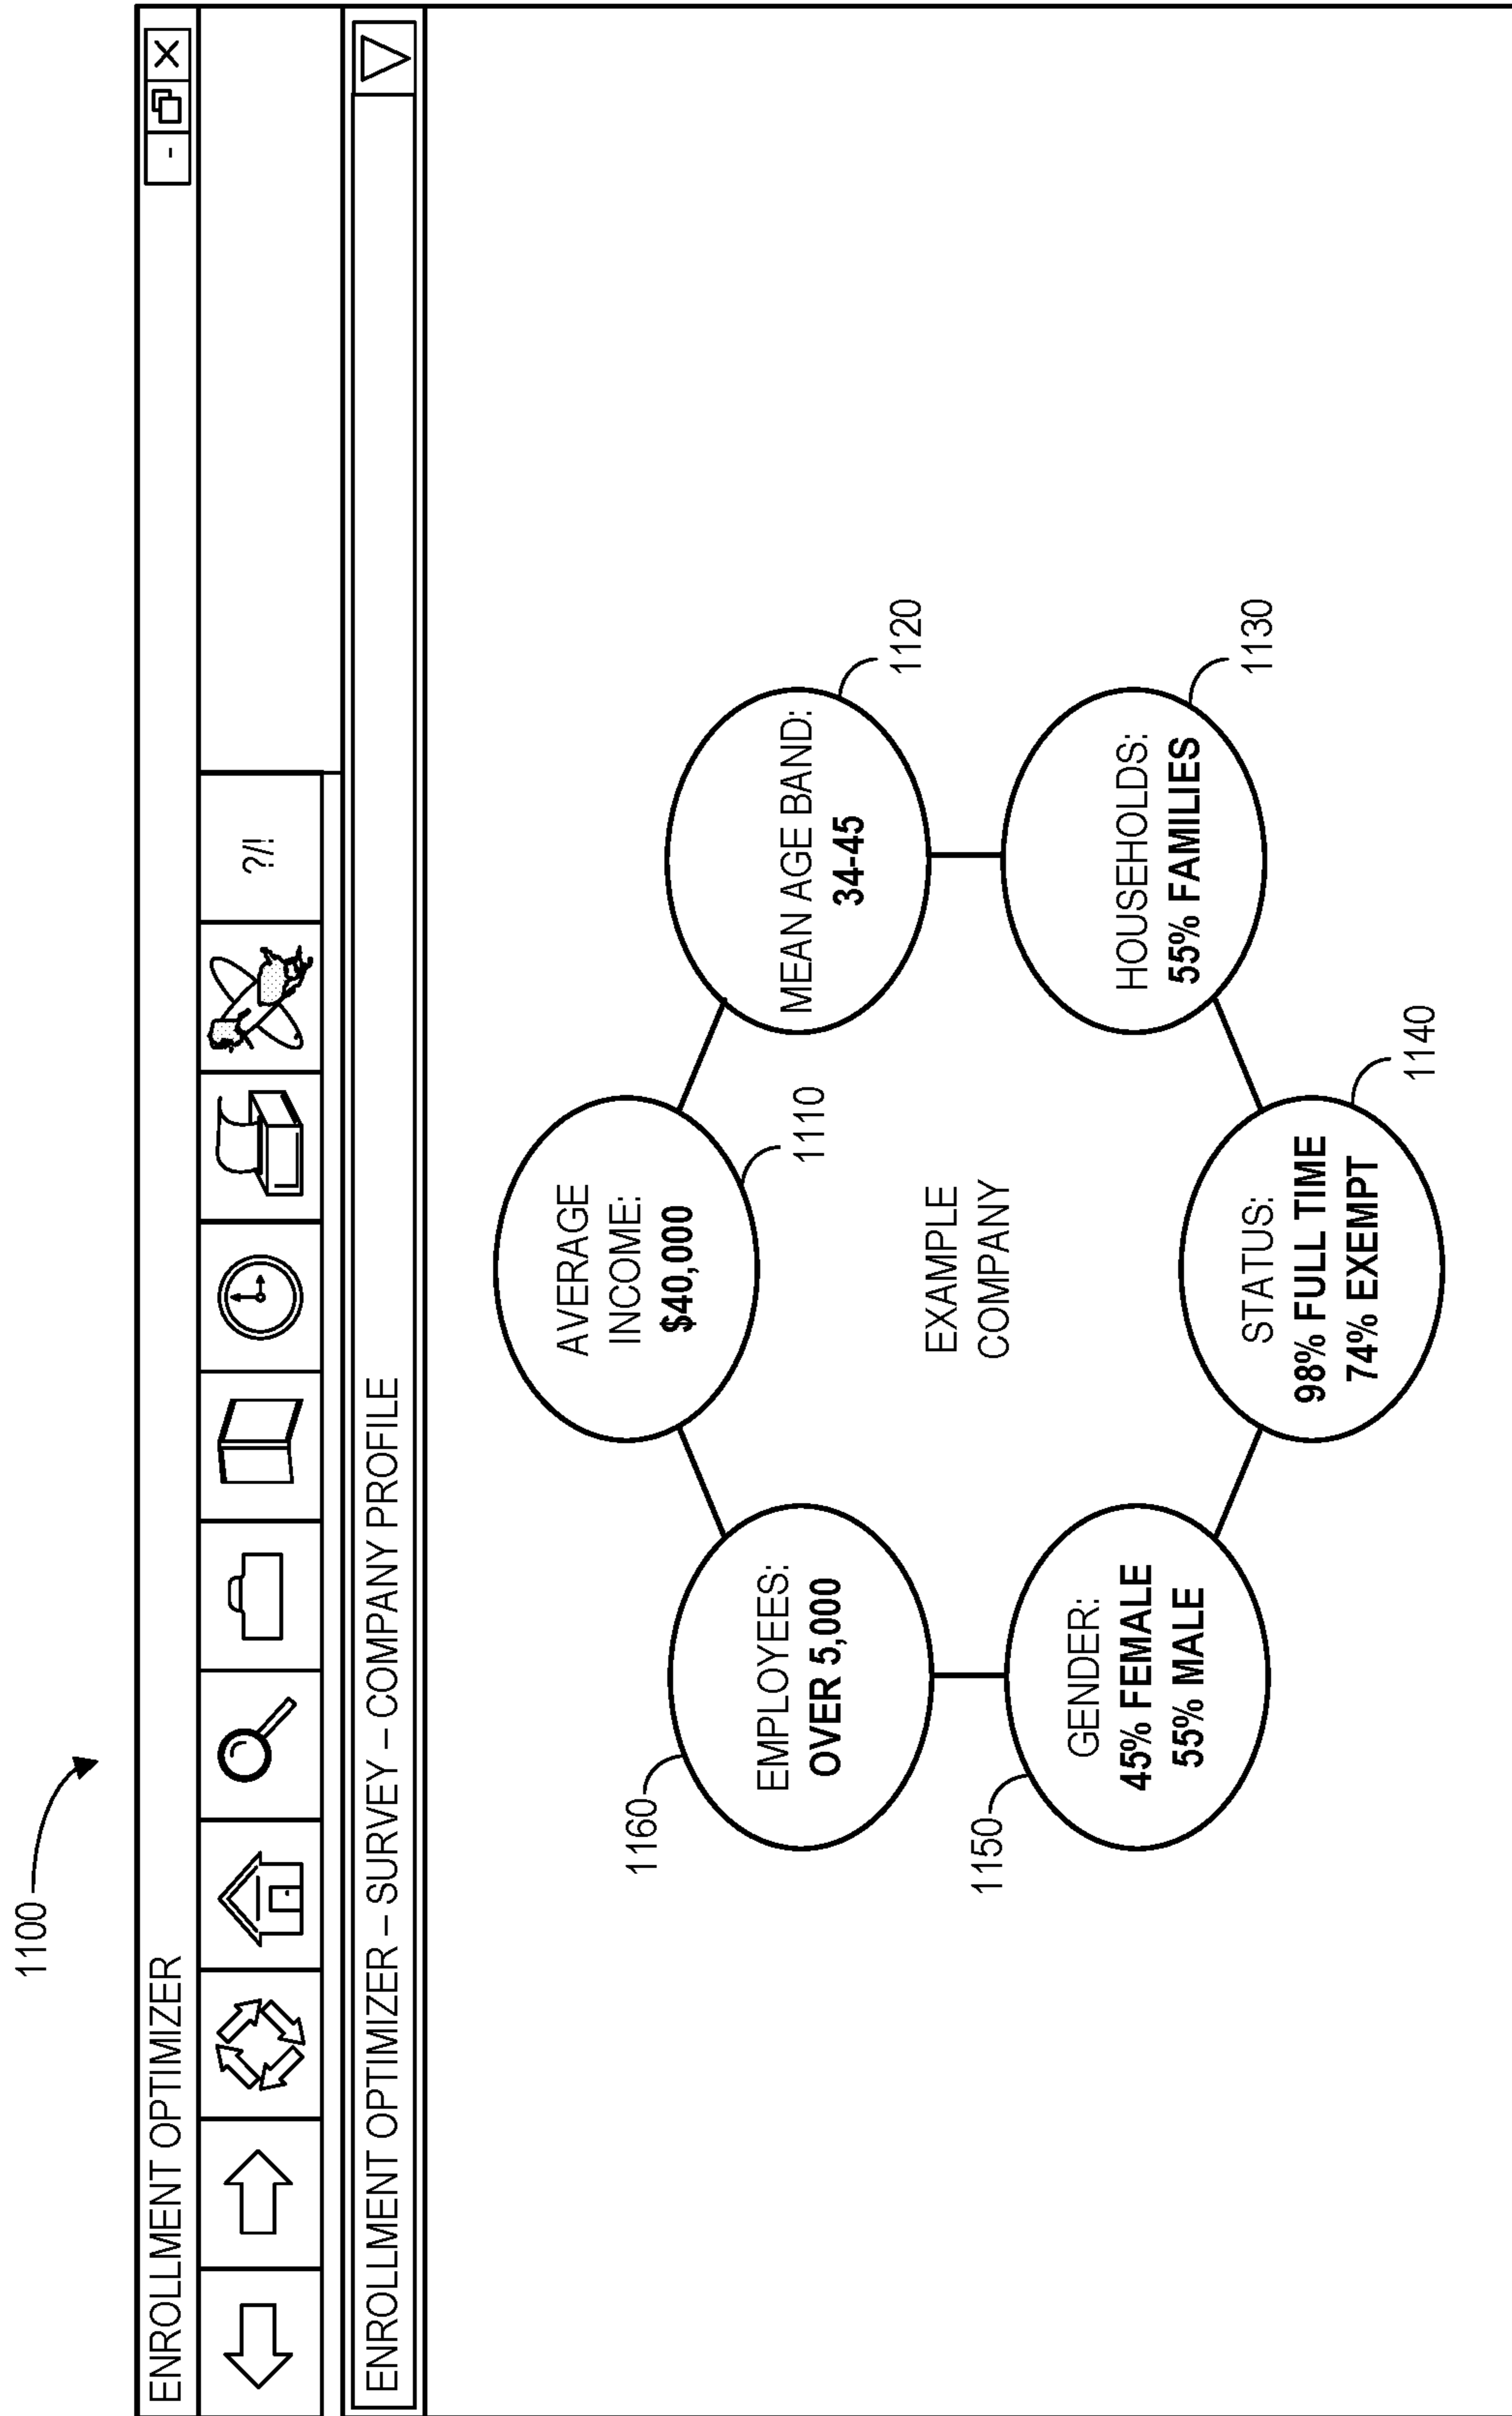 1100
ENROLLMENT OPTIMIZER
- X
?/!
ENROLLMENT OPTIMIZER – SURVEY – COMPANY PROFILE
AVERAGE
INCOME:
$40,000
1110
MEAN AGE BAND:
34-45
1120
HOUSEHOLDS:
55% FAMILIES
1130
STATUS:
98% FULL TIME
74% EXEMPT
1140
GENDER:
45% FEMALE
55% MALE
1150
EMPLOYEES:
OVER 5,000
1160
EXAMPLE
COMPANY